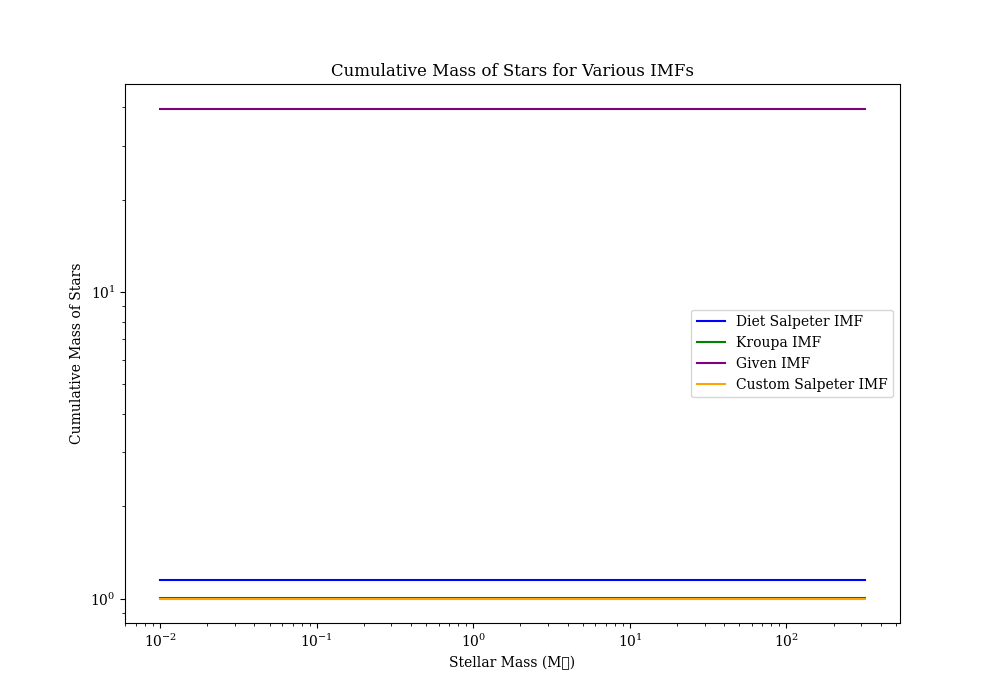 Cumulative Mass of Stars for Various IMFs
Cumulative Mass of Stars
10¹
10⁰
Diet Salpeter IMF
Kroupa IMF
Given IMF
Custom Salpeter IMF
10⁻² 10⁻¹ 10⁰ 10¹ 10²
Stellar Mass (M)